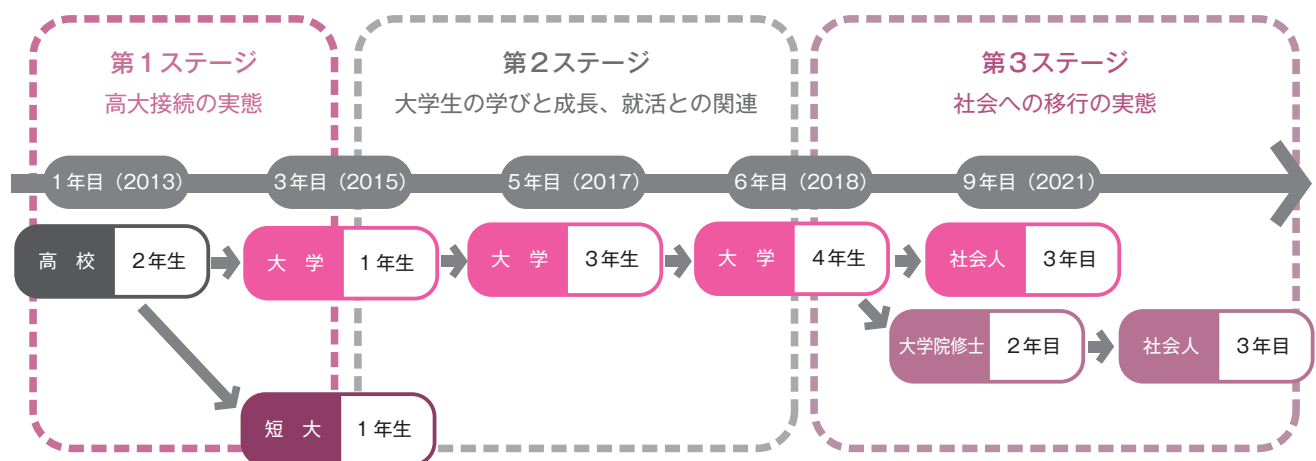 第1ステージ
高大接続の実態
第2ステージ
大学生の学びと成長、就活との関連
第3ステージ
社会への移行の実態
1年目（2013）
3年目（2015）
5年目（2017）
6年目（2018）
9年目（2021）
高 校 2年生
大 学 1年生
大 学 3年生
大 学 4年生
社会人 3年目
大学院修士 2年目
社会人 3年目
短 大 1年生